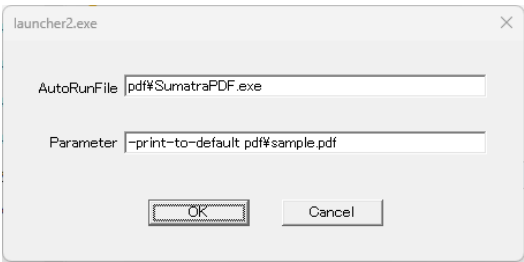 launcher2.exe
AutoRunFile pdf¥SumatraPDF.exe
Parameter -print-to-default pdf¥sample.pdf
OK Cancel